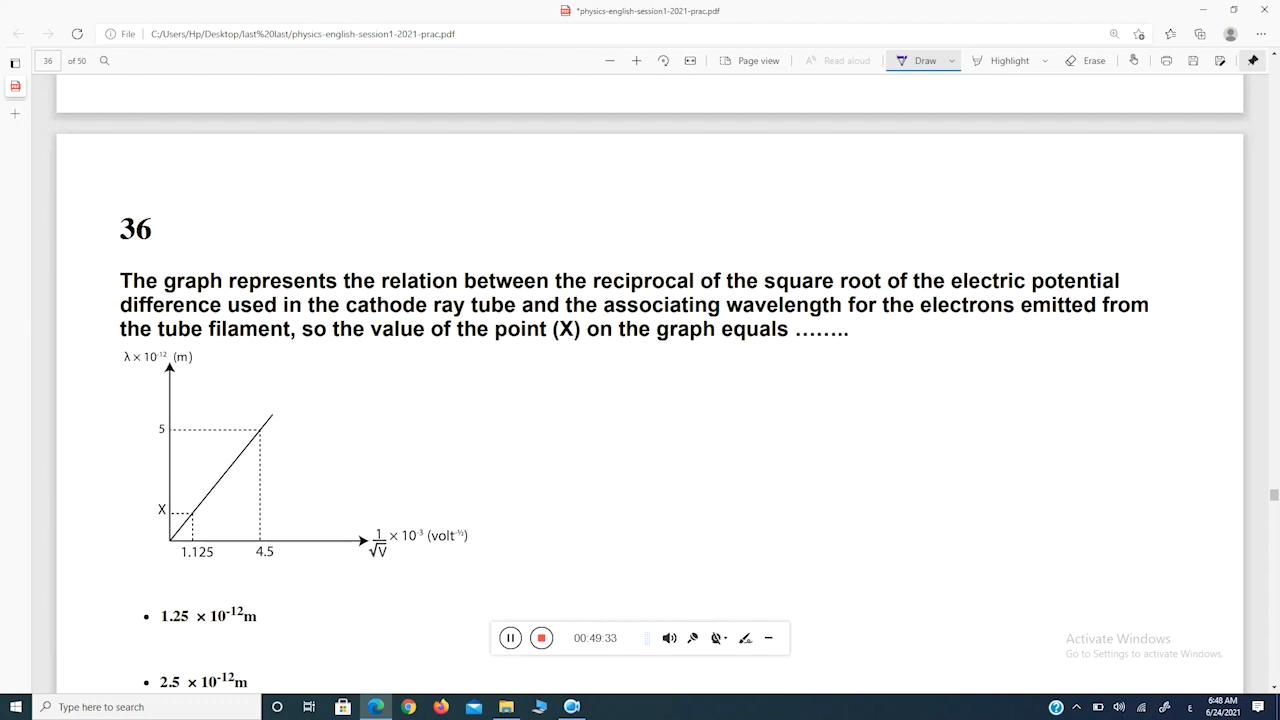 *physics-english-session1-2021-prac.pdf
File | C:/Users/Hp/Desktop/last%20last/physics-english-session1-2021-prac.pdf
36 of 50 Page view Read aloud Draw Highlight Erase
36
The graph represents the relation between the reciprocal of the square root of the electric potential
difference used in the cathode ray tube and the associating wavelength for the electrons emitted from
the tube filament, so the value of the point (X) on the graph equals ........
λ × 10⁻¹² (m)
5
X
1/√V × 10⁻³ (volt⁻½)
1.125 4.5
• 1.25 × 10⁻¹²m
00:49:33
Activate Windows
Go to Settings to activate Windows.
• 2.5 × 10⁻¹²m
Type here to search
6:48 AM
6/24/2021